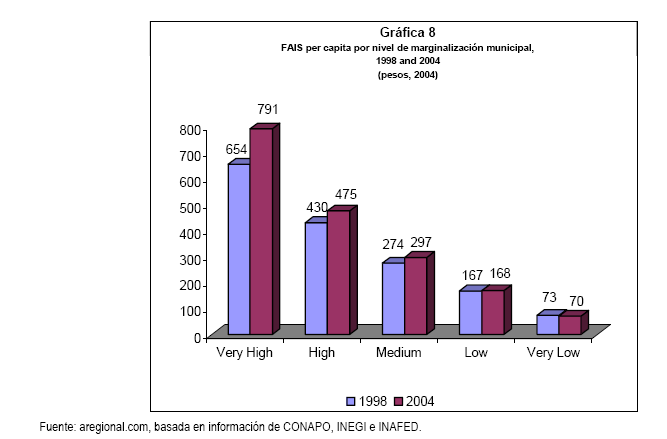 Gráfica 8
FAIS per capita por nivel de marginalización municipal,
1998 and 2004
(pesos, 2004)
800
700
600
500
400
300
200
100
0
654
791
430
475
274
297
167
168
73
70
Very High
High
Medium
Low
Very Low
1998
2004
Fuente: aregional.com, basada en información de CONAPO, INEGI e INAFED.